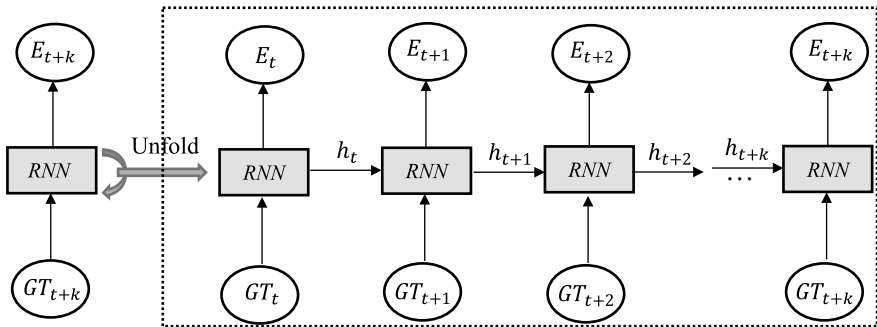 E_{t+k} E_t E_{t+1} E_{t+2} E_{t+k}
Unfold
h_t h_{t+1} h_{t+2} h_{t+k}
RNN RNN RNN RNN ... RNN
GT_{t+k} GT_t GT_{t+1} GT_{t+2} GT_{t+k}